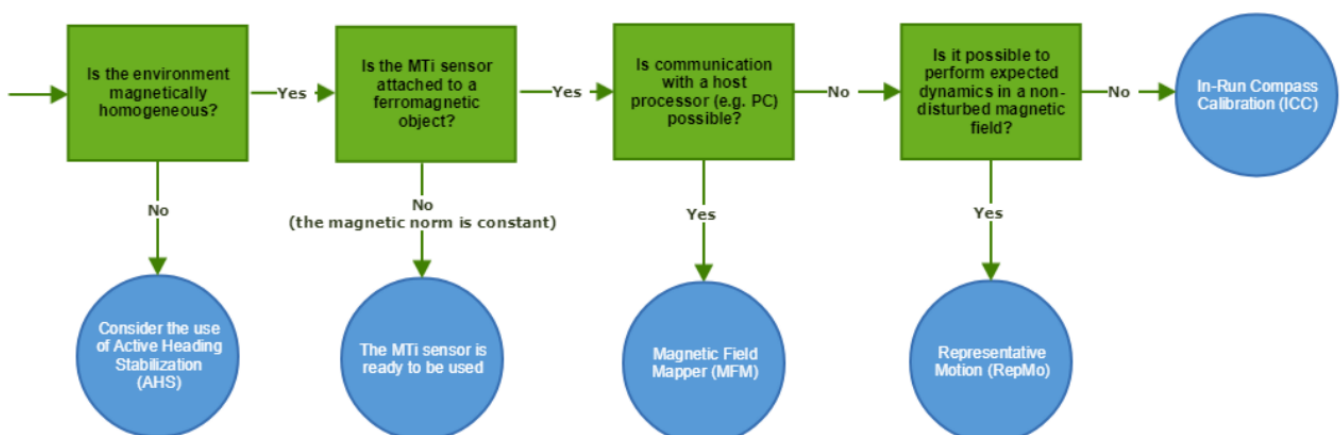 Is the environment
magnetically
homogeneous?
Yes
Is the MTi sensor
attached to a
ferromagnetic
object?
Yes
Is communication
with a host
processor (e.g. PC)
possible?
No
Is it possible to
perform expected
dynamics in a non-
disturbed magnetic
field?
No
In-Run Compass
Calibration (ICC)
No
No
(the magnetic norm is constant)
Yes
Yes
Consider the use
of Active Heading
Stabilization
(AHS)
The MTi sensor is
ready to be used
Magnetic Field
Mapper (MFM)
Representative
Motion (RepMo)